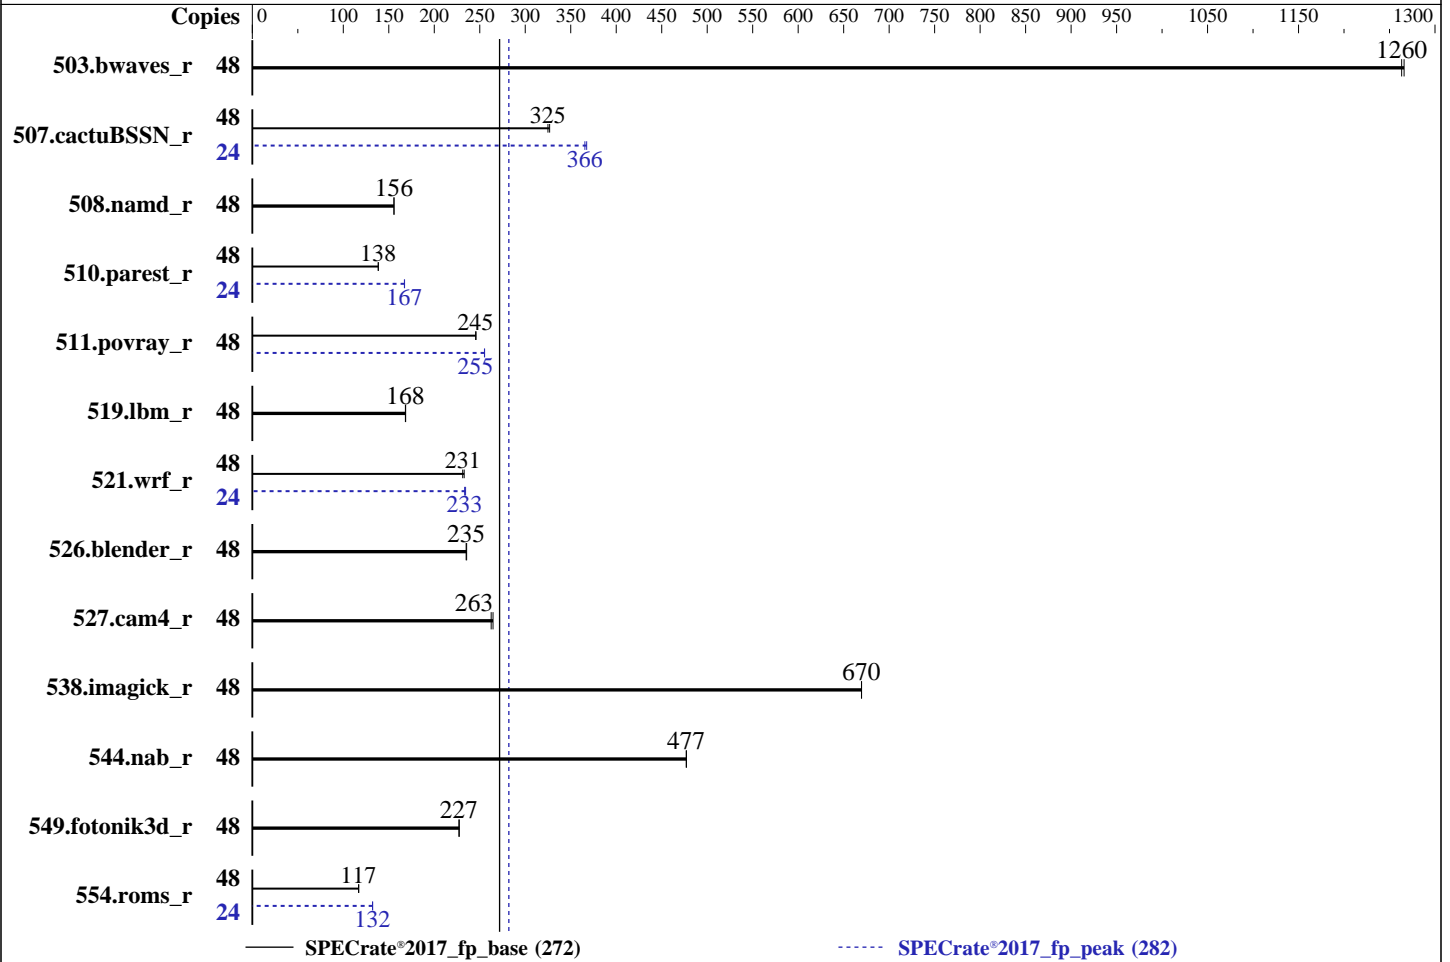 Copies 0 100 150 200 250 300 350 400 450 500 550 600 650 700 750 800 850 900 950 1050 1150 1300
503.bwaves_r 48 1260
507.cactuBSSN_r 48 325
24 366
508.namd_r 48 156
510.parest_r 48 138
24 167
511.povray_r 48 245
255
519.lbm_r 48 168
521.wrf_r 48 231
24 233
526.blender_r 48 235
527.cam4_r 48 263
538.imagick_r 48 670
544.nab_r 48 477
549.fotonik3d_r 48 227
554.roms_r 48 117
24 132
SPECrate®2017_fp_base (272) SPECrate®2017_fp_peak (282)